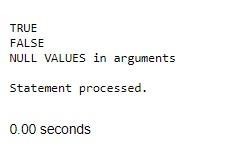 TRUE
FALSE
NULL VALUES in arguments
Statement processed.
0.00 seconds